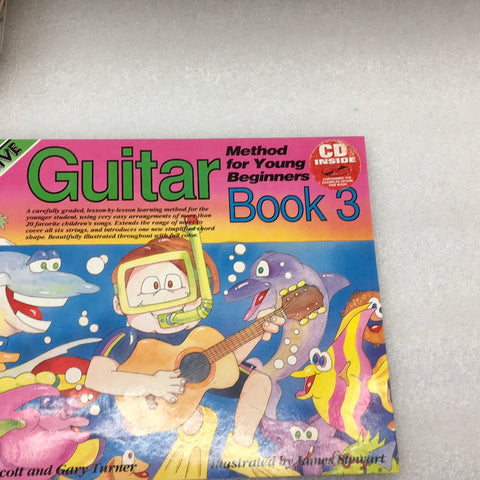 Guitar
Method
for Young
Beginners
Book 3
CD
INSIDE
A carefully graded, lesson-by-lesson learning method for the
younger student, using very easy arrangements of more than
20 favorite children's songs. Extends the range of notes to
cover all six strings, and introduces one new simplified chord
shape. Beautifully illustrated throughout with full color.
and Gary Turner
Illustrated by James Stewart